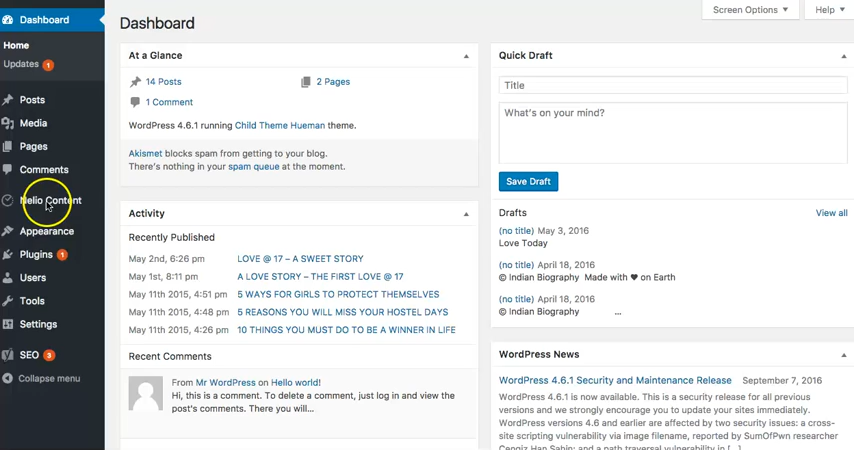 Dashboard
Home
Updates 1
Posts
Media
Pages
Comments
Nelio Content
Appearance
Plugins 1
Users
Tools
Settings
SEO 3
Collapse menu
Screen Options ▼
Help ▼
Dashboard
At a Glance
14 Posts
2 Pages
1 Comment
WordPress 4.6.1 running Child Theme Hueman theme.
Akismet blocks spam from getting to your blog.
There's nothing in your spam queue at the moment.
Activity
Recently Published
May 2nd, 6:26 pm LOVE @ 17 – A SWEET STORY
May 1st, 8:11 pm A LOVE STORY – THE FIRST LOVE @ 17
May 11th 2015, 4:51 pm 5 WAYS FOR GIRLS TO PROTECT THEMSELVES
May 11th 2015, 4:48 pm 5 REASONS YOU WILL MISS YOUR HOSTEL DAYS
May 11th 2015, 4:26 pm 10 THINGS YOU MUST DO TO BE A WINNER IN LIFE
Recent Comments
From Mr WordPress on Hello world!
Hi, this is a comment. To delete a comment, just log in and view the
post's comments. There you will...
Quick Draft
Title
What's on your mind?
Save Draft
Drafts
View all
(no title) May 3, 2016
Love Today
(no title) April 18, 2016
© Indian Biography Made with ♥ on Earth
(no title) April 18, 2016
© Indian Biography ...
WordPress News
WordPress 4.6.1 Security and Maintenance Release September 7, 2016
WordPress 4.6.1 is now available. This is a security release for all previous
versions and we strongly encourage you to update your sites immediately.
WordPress versions 4.6 and earlier are affected by two security issues: a cross-
site scripting vulnerability via image filename, reported by SumOfPwn researcher
Cengiz Han Sahin; and a path traversal vulnerability in [...]